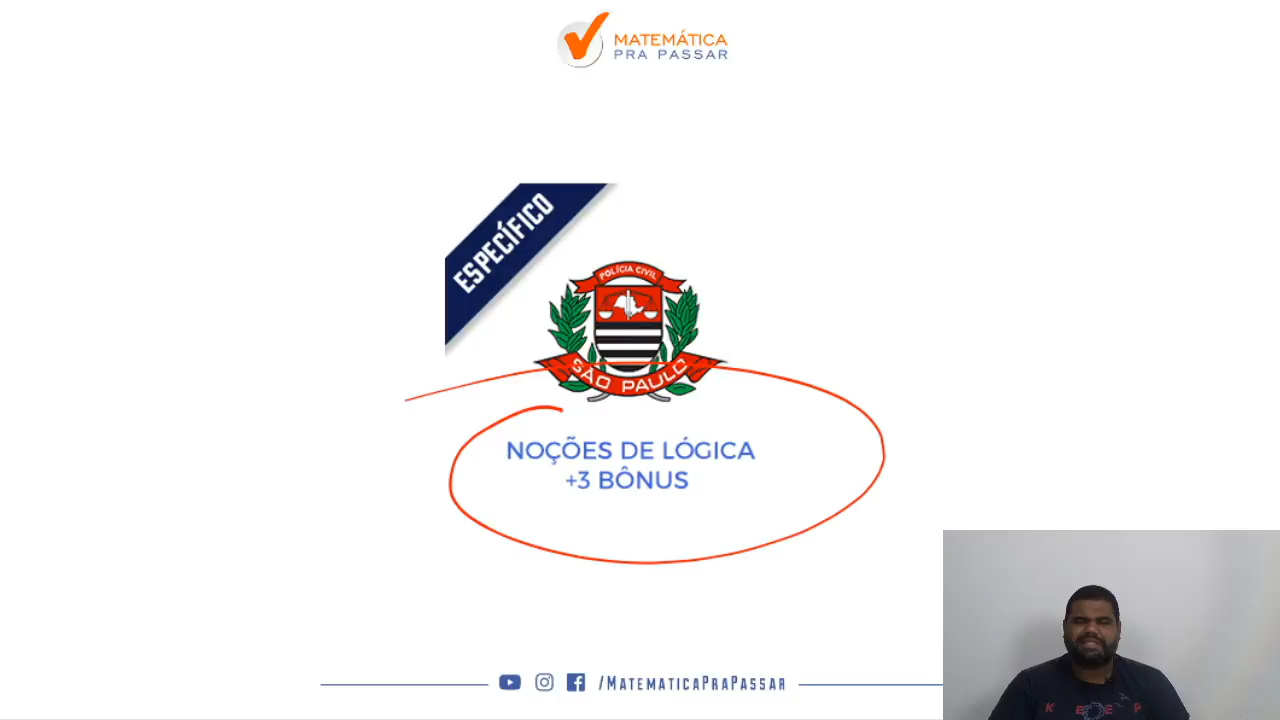 MATEMÁTICA
PRA PASSAR
ESPECÍFICO
POLÍCIA CIVIL
SÃO PAULO
NOÇÕES DE LÓGICA
+3 BÔNUS
/MATEMATICAPRAPASSAR